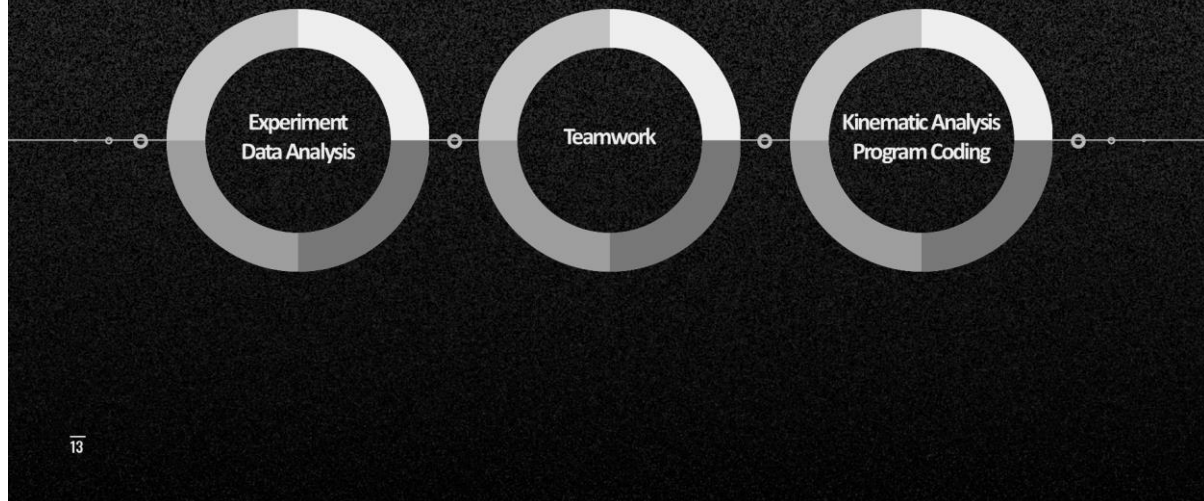 Experiment
Data Analysis
Teamwork
Kinematic Analysis
Program Coding
13